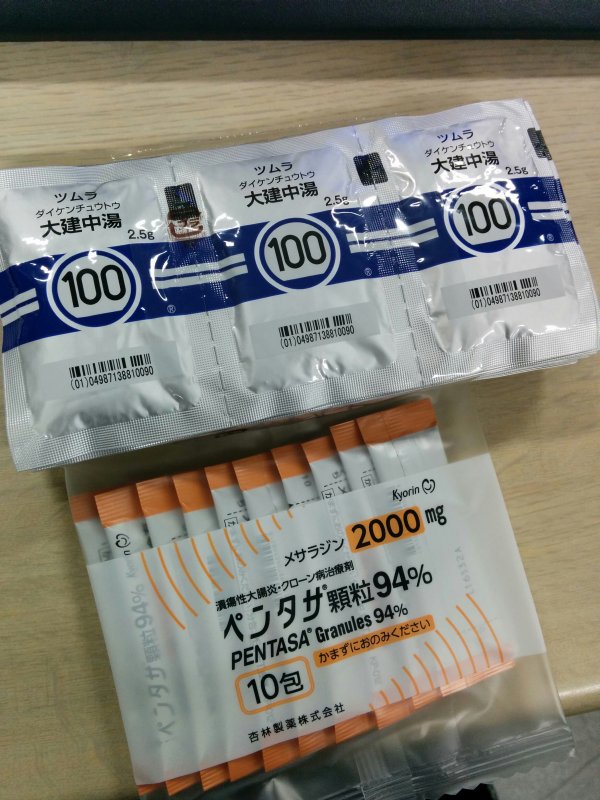 ツムラ
ダイケンチュウトウ
大建中湯
2.5g
100
®
(01)04987138810090
ツムラ
ダイケンチュウトウ
大建中湯
2.5g
100
®
(01)04987138810090
ツムラ
ダイケンチュウトウ
大建中湯
2.5g
100
®
(01)04987138810090
Kyorin
メサラジン 2000mg
潰瘍性大腸炎・クローン病治療剤
ペンタサ®顆粒94%
PENTASA® Granules 94%
かまずにおのみください
10包
杏林製薬株式会社
Kyorin
ペンタサ®顆粒94%